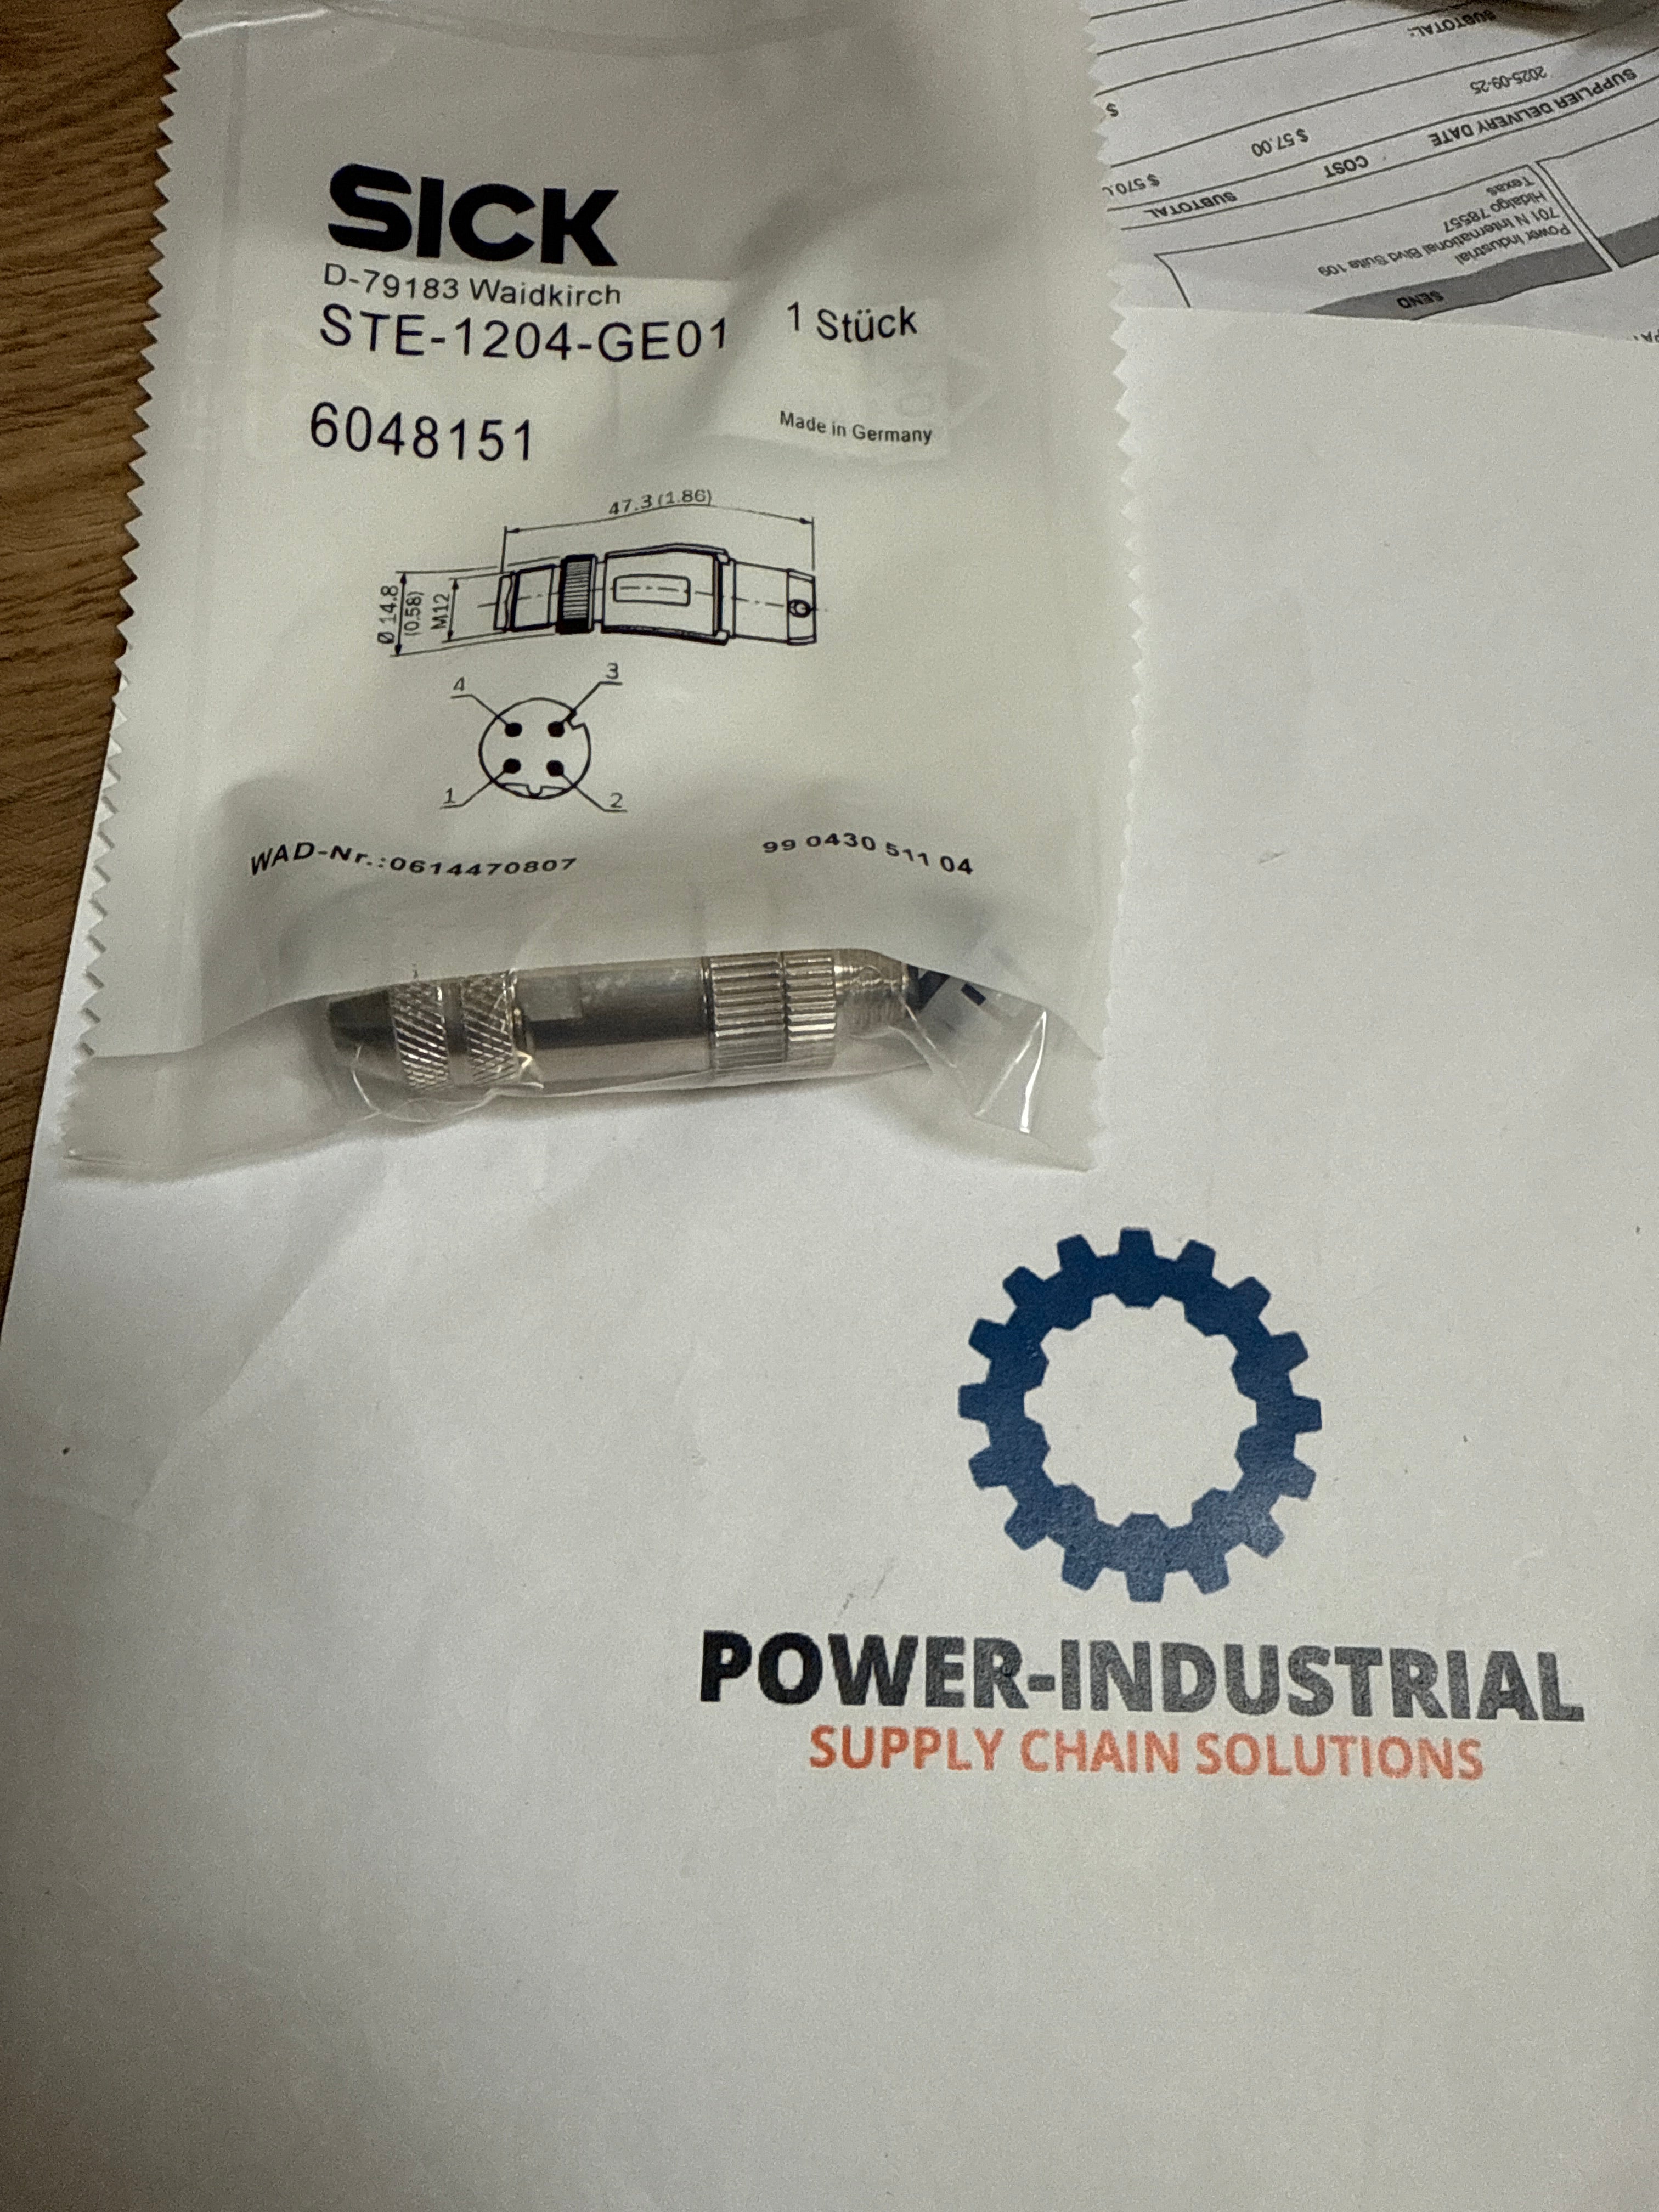 SICK
D-79183 Waidkirch
STE-1204-GE01
1 Stück
6048151
Made in Germany
47.3 (1.86)
Ø 14.8
(0.58)
M12
4
3
1
2
WAD-Nr.:0614470807
99 0430 511 04
POWER-INDUSTRIAL
SUPPLY CHAIN SOLUTIONS
SEND
Power Industrial
701 N International Blvd Suite 109
Hidalgo 78557
Texas
SUPPLIER DELIVERY DATE
COST
SUBTOTAL
2025-09-25
$ 57.00
$ 570.
SUBTOTAL:
$